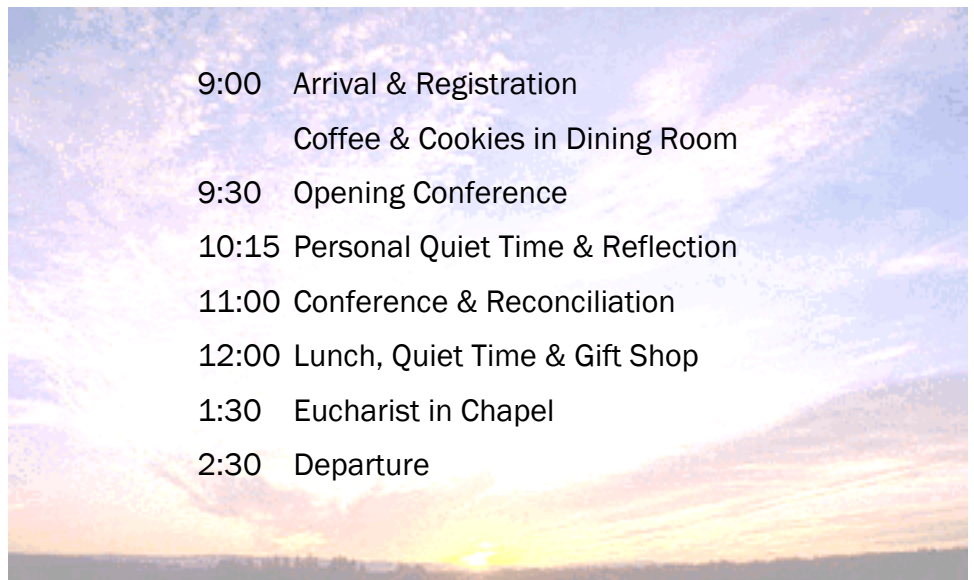 9:00 Arrival & Registration
Coffee & Cookies in Dining Room
9:30 Opening Conference
10:15 Personal Quiet Time & Reflection
11:00 Conference & Reconciliation
12:00 Lunch, Quiet Time & Gift Shop
1:30 Eucharist in Chapel
2:30 Departure